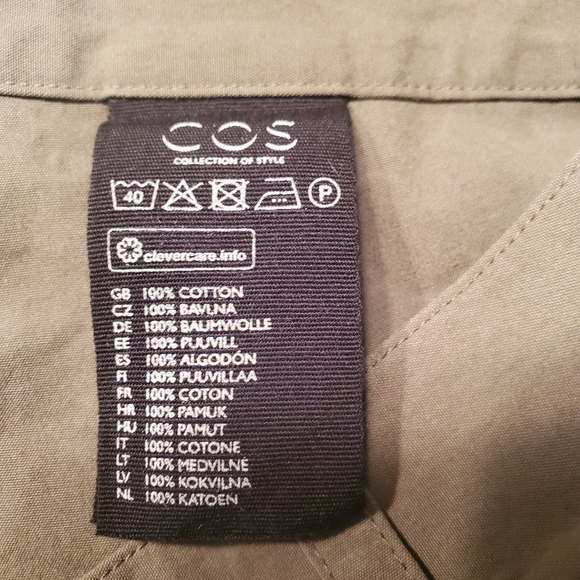 COS
COLLECTION OF STYLE
40 P
clevercare.info
GB 100% COTTON
CZ 100% BAVLNA
DE 100% BAUMWOLLE
EE 100% PUUVILL
ES 100% ALGODÓN
FI 100% PUUVILLAA
FR 100% COTON
HR 100% PAMUK
HU 100% PAMUT
IT 100% COTONE
LT 100% MEDVILNĖ
LV 100% KOKVILNA
NL 100% KATOEN